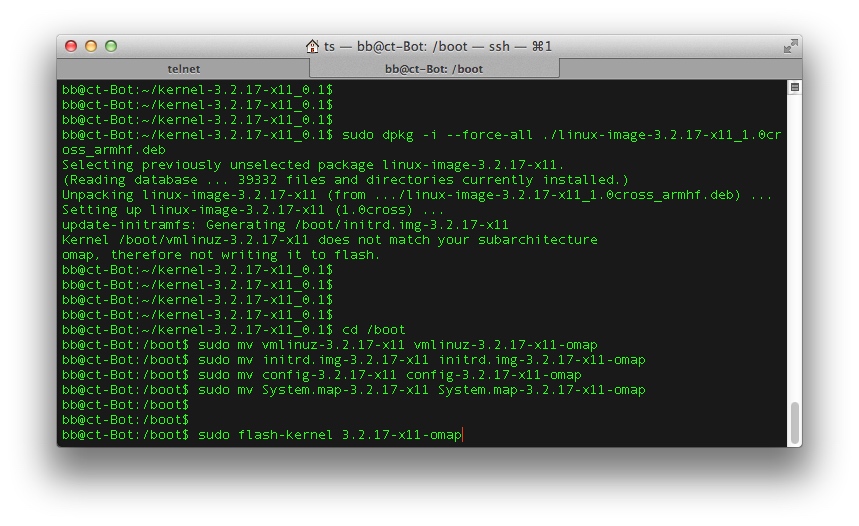 ts — bb@ct-Bot: /boot — ssh — ⌘1
telnet
bb@ct-Bot: /boot
bb@ct-Bot:~/kernel-3.2.17-x11_0.1$
bb@ct-Bot:~/kernel-3.2.17-x11_0.1$
bb@ct-Bot:~/kernel-3.2.17-x11_0.1$
bb@ct-Bot:~/kernel-3.2.17-x11_0.1$ sudo dpkg -i --force-all ./linux-image-3.2.17-x11_1.0cr
oss_armhf.deb
Selecting previously unselected package linux-image-3.2.17-x11.
(Reading database ... 39332 files and directories currently installed.)
Unpacking linux-image-3.2.17-x11 (from .../linux-image-3.2.17-x11_1.0cross_armhf.deb) ...
Setting up linux-image-3.2.17-x11 (1.0cross) ...
update-initramfs: Generating /boot/initrd.img-3.2.17-x11
Kernel /boot/vmlinuz-3.2.17-x11 does not match your subarchitecture
omap, therefore not writing it to flash.
bb@ct-Bot:~/kernel-3.2.17-x11_0.1$
bb@ct-Bot:~/kernel-3.2.17-x11_0.1$
bb@ct-Bot:~/kernel-3.2.17-x11_0.1$
bb@ct-Bot:~/kernel-3.2.17-x11_0.1$
bb@ct-Bot:~/kernel-3.2.17-x11_0.1$ cd /boot
bb@ct-Bot:/boot$ sudo mv vmlinuz-3.2.17-x11 vmlinuz-3.2.17-x11-omap
bb@ct-Bot:/boot$ sudo mv initrd.img-3.2.17-x11 initrd.img-3.2.17-x11-omap
bb@ct-Bot:/boot$ sudo mv config-3.2.17-x11 config-3.2.17-x11-omap
bb@ct-Bot:/boot$ sudo mv System.map-3.2.17-x11 System.map-3.2.17-x11-omap
bb@ct-Bot:/boot$
bb@ct-Bot:/boot$
bb@ct-Bot:/boot$ sudo flash-kernel 3.2.17-x11-omap